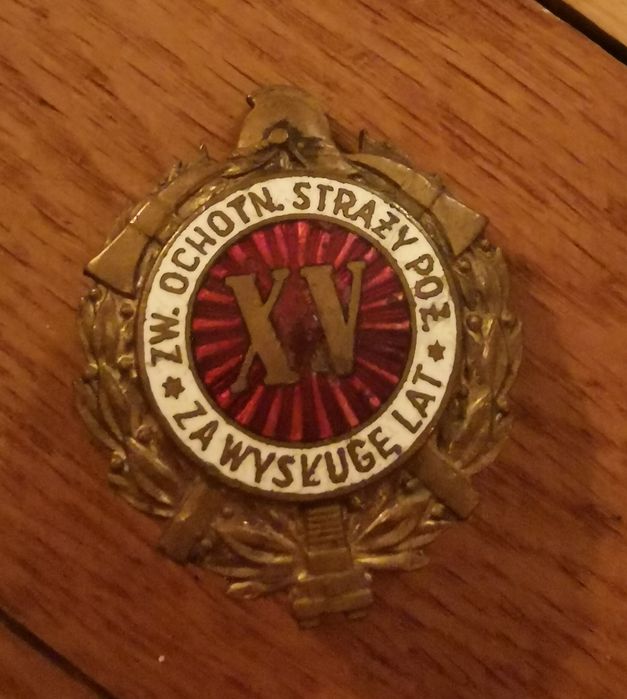 ZW. OCHOTN. STRAŻY POŻ.
XV
ZA WYSŁUGĘ LAT